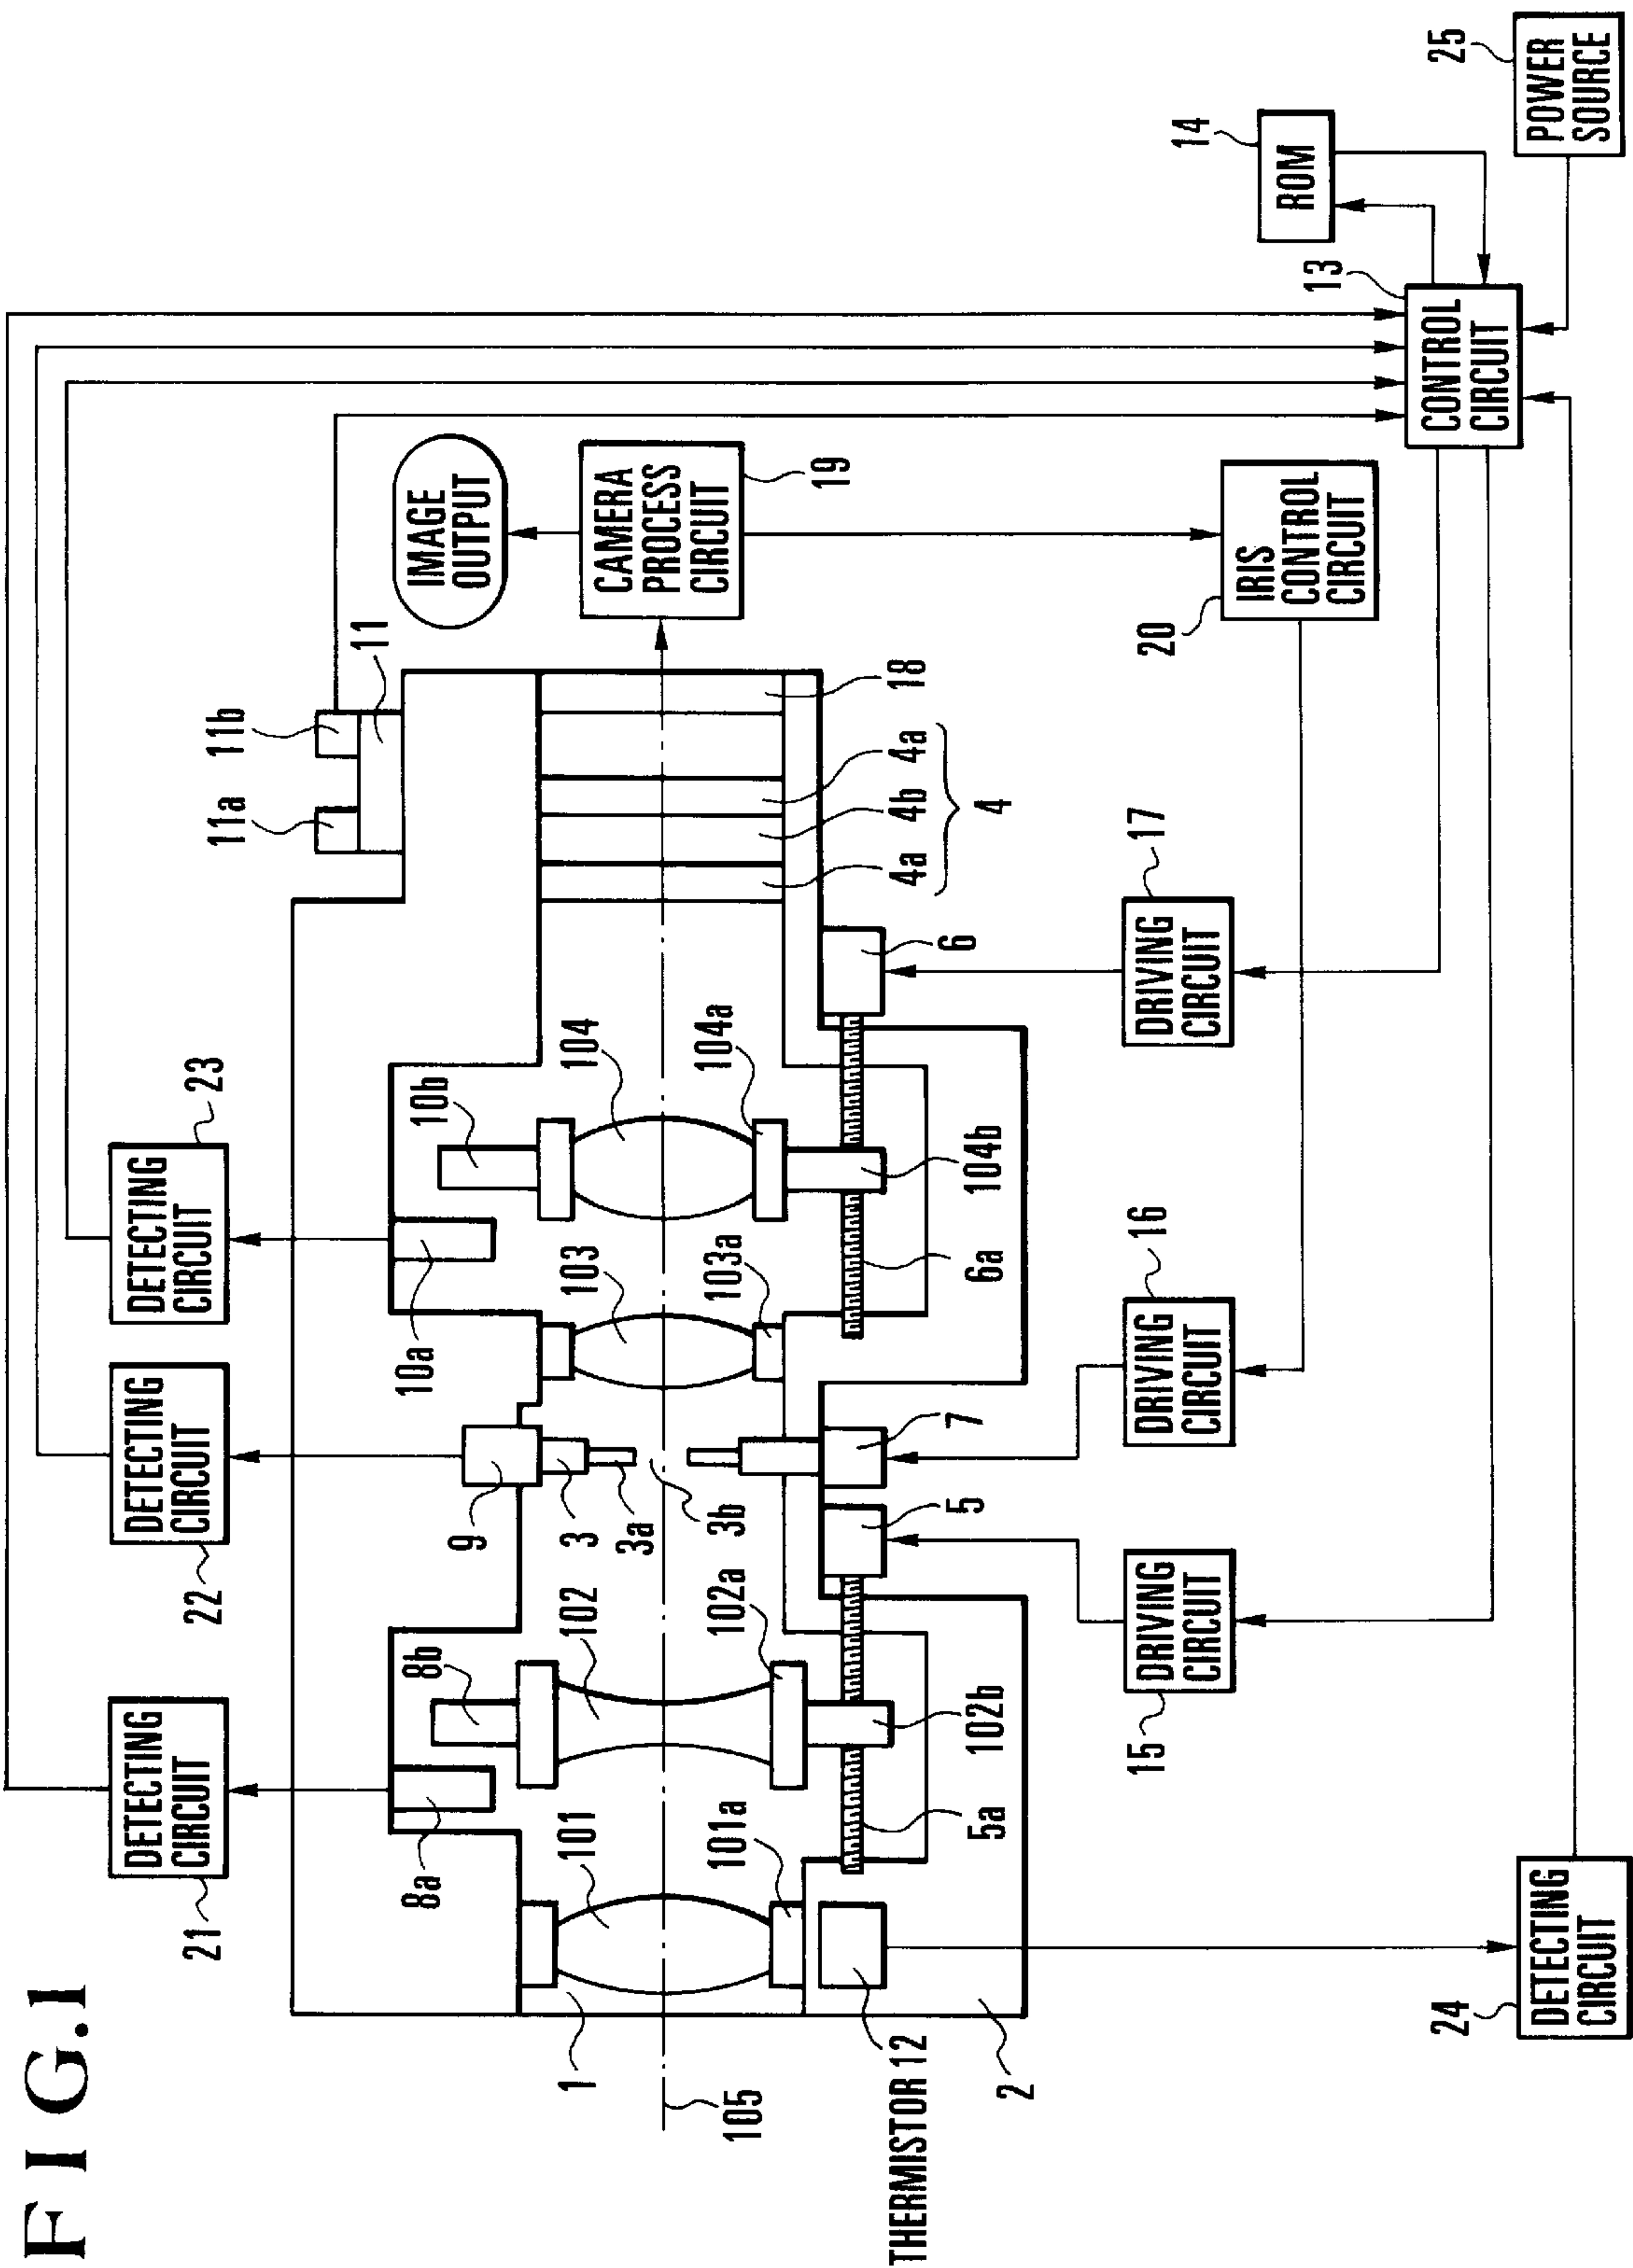 FIG.1
21
DETECTING
CIRCUIT
22
DETECTING
CIRCUIT
DETECTING
CIRCUIT
23
11a
11b
11
8a
8b
9
10a
10b
IMAGE
OUTPUT
1
101
101a
102
102a
3
3a
3b
103
103a
104
104a
105
4a
4b
4a
4
18
CAMERA
PROCESS
CIRCUIT
19
THERMISTOR 12
2
5a
102b
5
7
6a
104b
6
15
DRIVING
CIRCUIT
DRIVING
CIRCUIT
16
DRIVING
CIRCUIT
17
20
IRIS
CONTROL
CIRCUIT
13
CONTROL
CIRCUIT
14
ROM
25
POWER
SOURCE
24
DETECTING
CIRCUIT